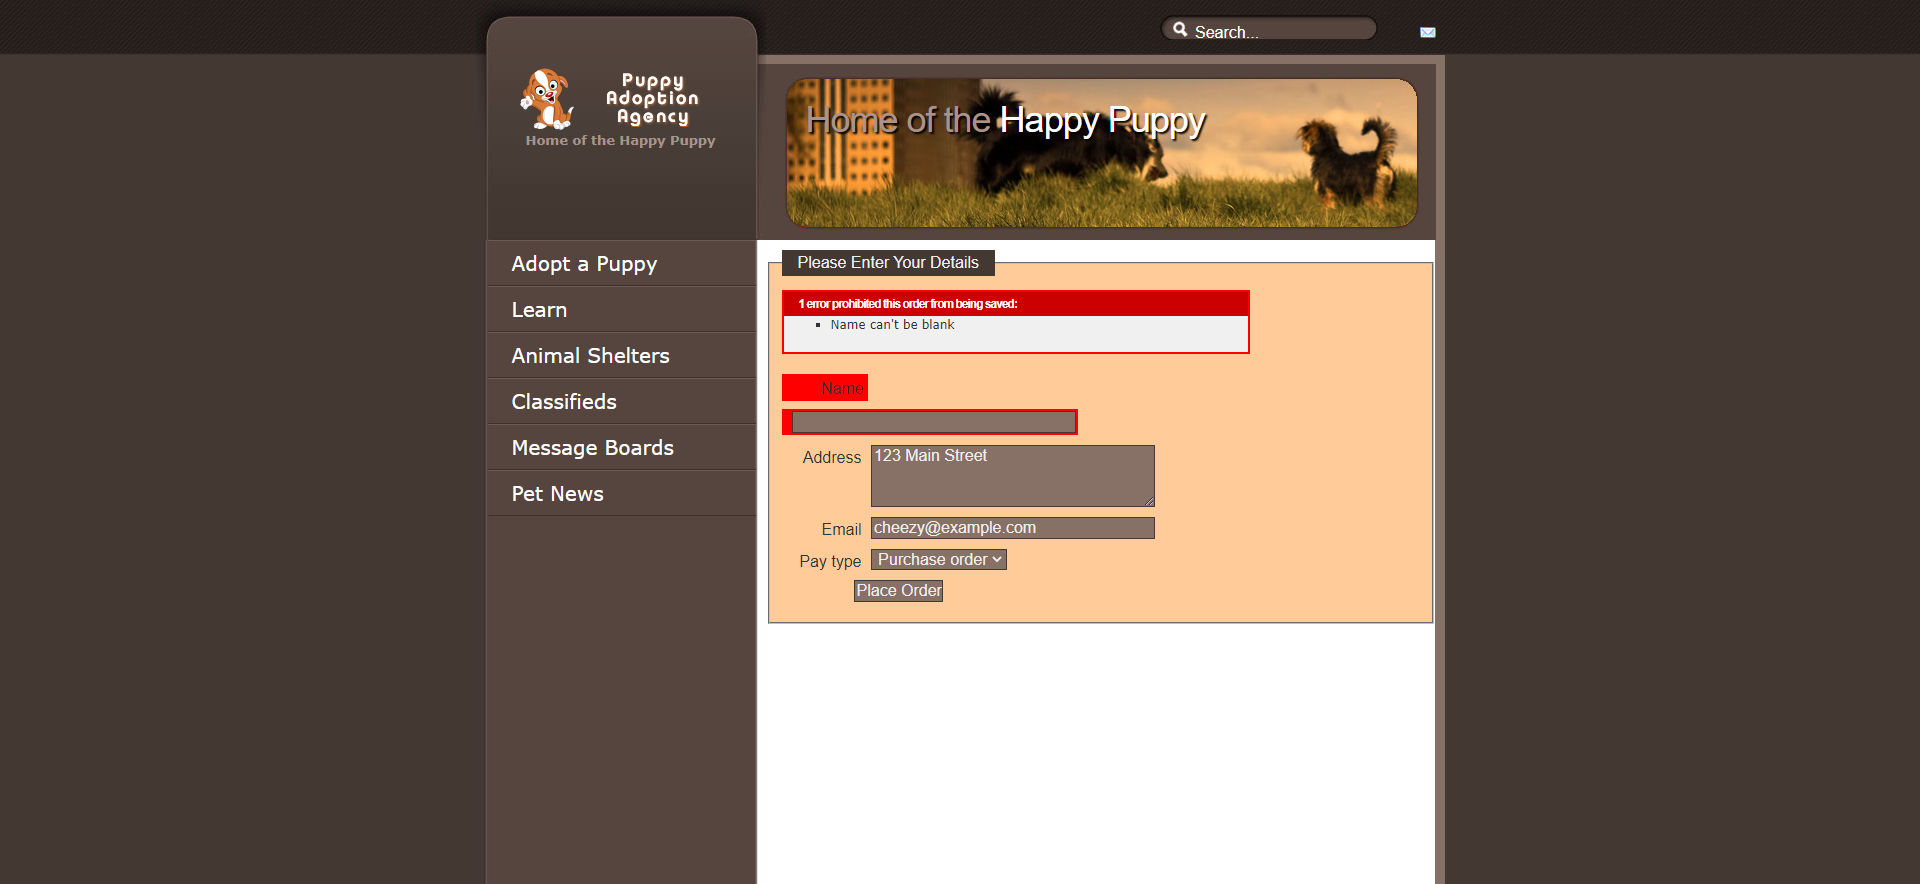 Search...
Puppy
Adoption
Agency
Home of the Happy Puppy
Home of the Happy Puppy
Adopt a Puppy
Learn
Animal Shelters
Classifieds
Message Boards
Pet News
Please Enter Your Details
1 error prohibited this order from being saved:
Name can't be blank
Name
Address
123 Main Street
Email
cheezy@example.com
Pay type
Purchase order
Place Order